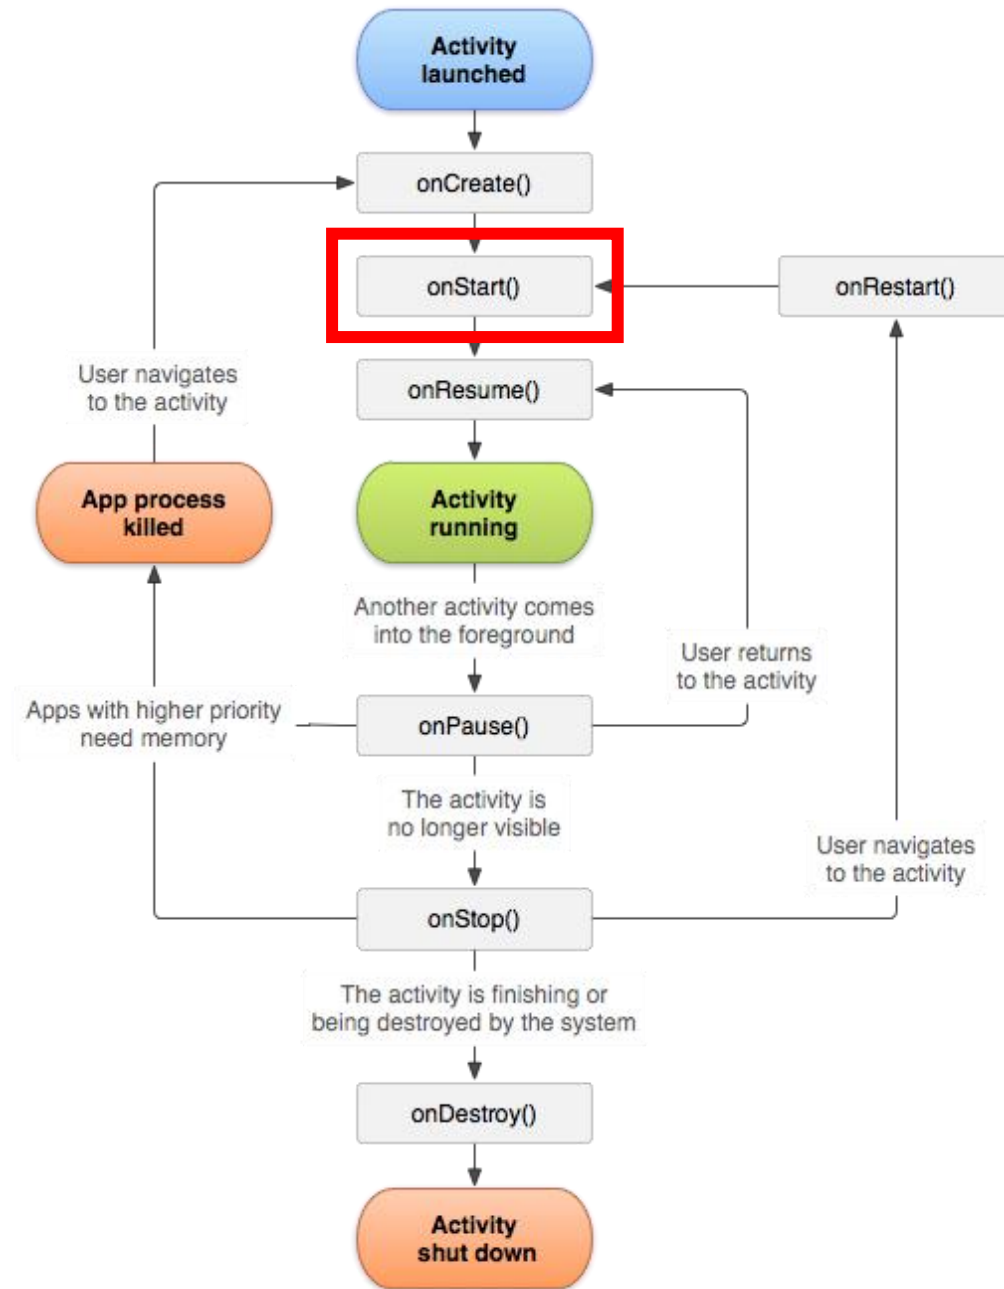 Activity
launched
onCreate()
onStart()
onRestart()
User navigates
to the activity
onResume()
App process
killed
Activity
running
Another activity comes
into the foreground
User returns
to the activity
Apps with higher priority
need memory
onPause()
The activity is
no longer visible
User navigates
to the activity
onStop()
The activity is finishing or
being destroyed by the system
onDestroy()
Activity
shut down